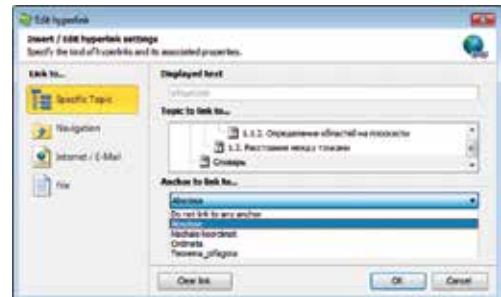 Edit hyperlink
Insert / Edit hyperlink settings
Specify the kind of hyperlinks and its associated properties.
Link to...
Specific Topic
Navigation
Internet / E-Mail
File
Displayed text
Topic to link to...
1.1.2. Определение областей на плоскости
1.2. Расстояние между точками
Словарь
Anchor to link to...
Abscissa
Do not link to any anchor
Abscissa
Nachalo koordinat
Ordinata
Teorema_pifagora
Clear link
OK
Cancel